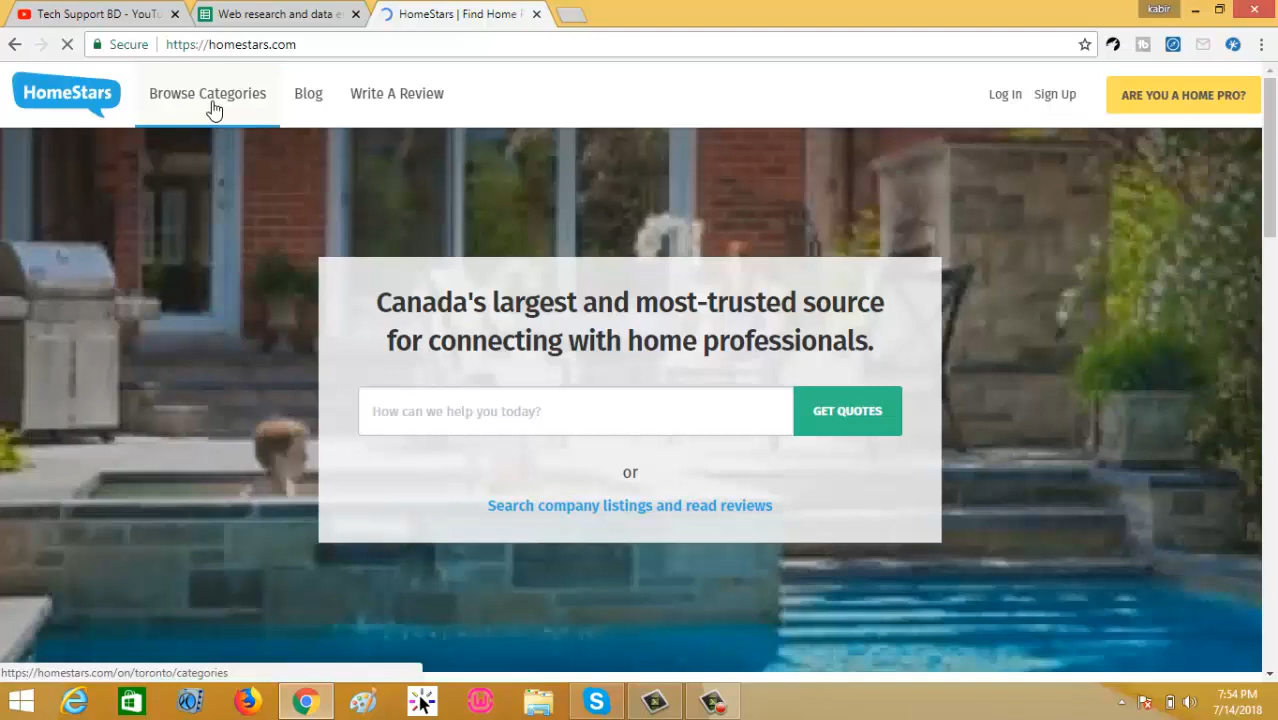 Tech Support BD - YouTu
Web research and data e
HomeStars | Find Home P
kabir
Secure
https://homestars.com
HomeStars
Browse Categories
Blog
Write A Review
Log In
Sign Up
ARE YOU A HOME PRO?
Canada's largest and most-trusted source
for connecting with home professionals.
How can we help you today?
GET QUOTES
or
Search company listings and read reviews
https://homestars.com/on/toronto/categories
7:54 PM
7/14/2018